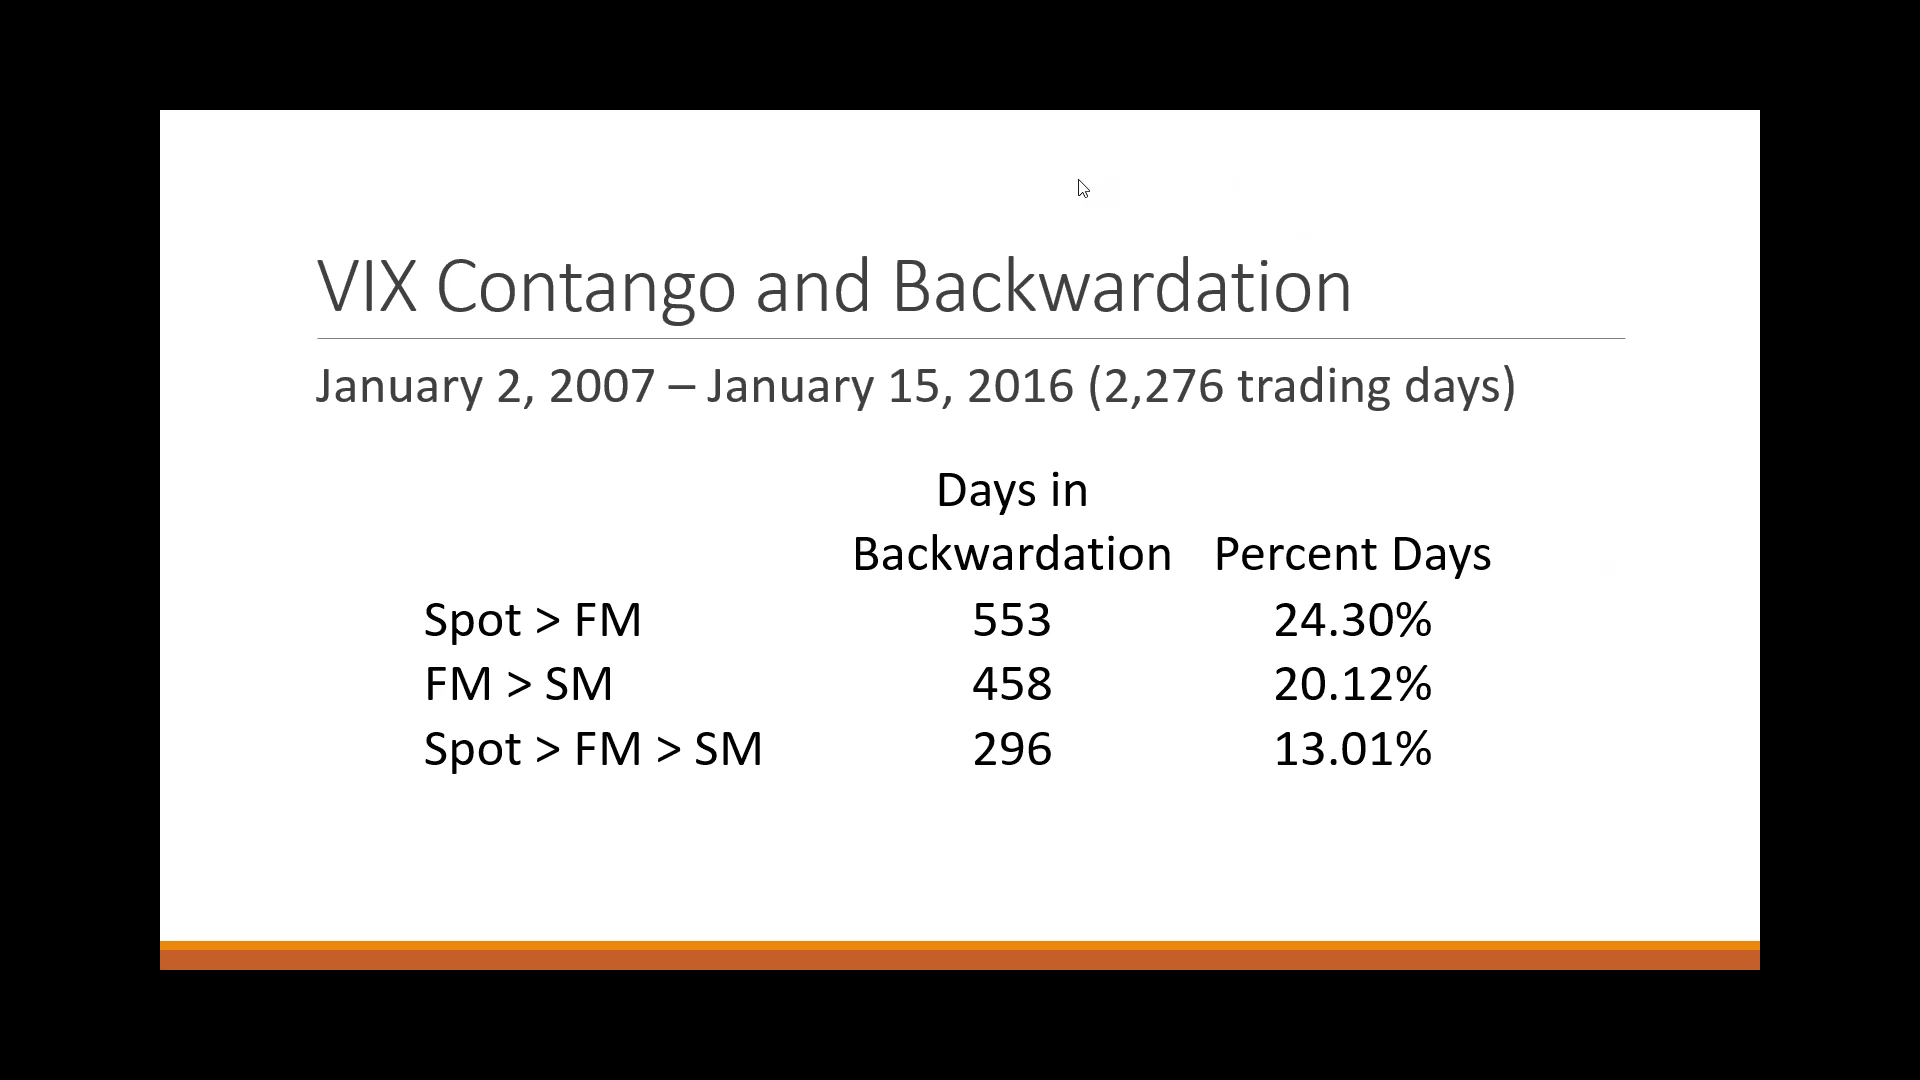 VIX Contango and Backwardation
January 2, 2007 – January 15, 2016 (2,276 trading days)
Days in
Backwardation Percent Days
Spot > FM 553 24.30%
FM > SM 458 20.12%
Spot > FM > SM 296 13.01%